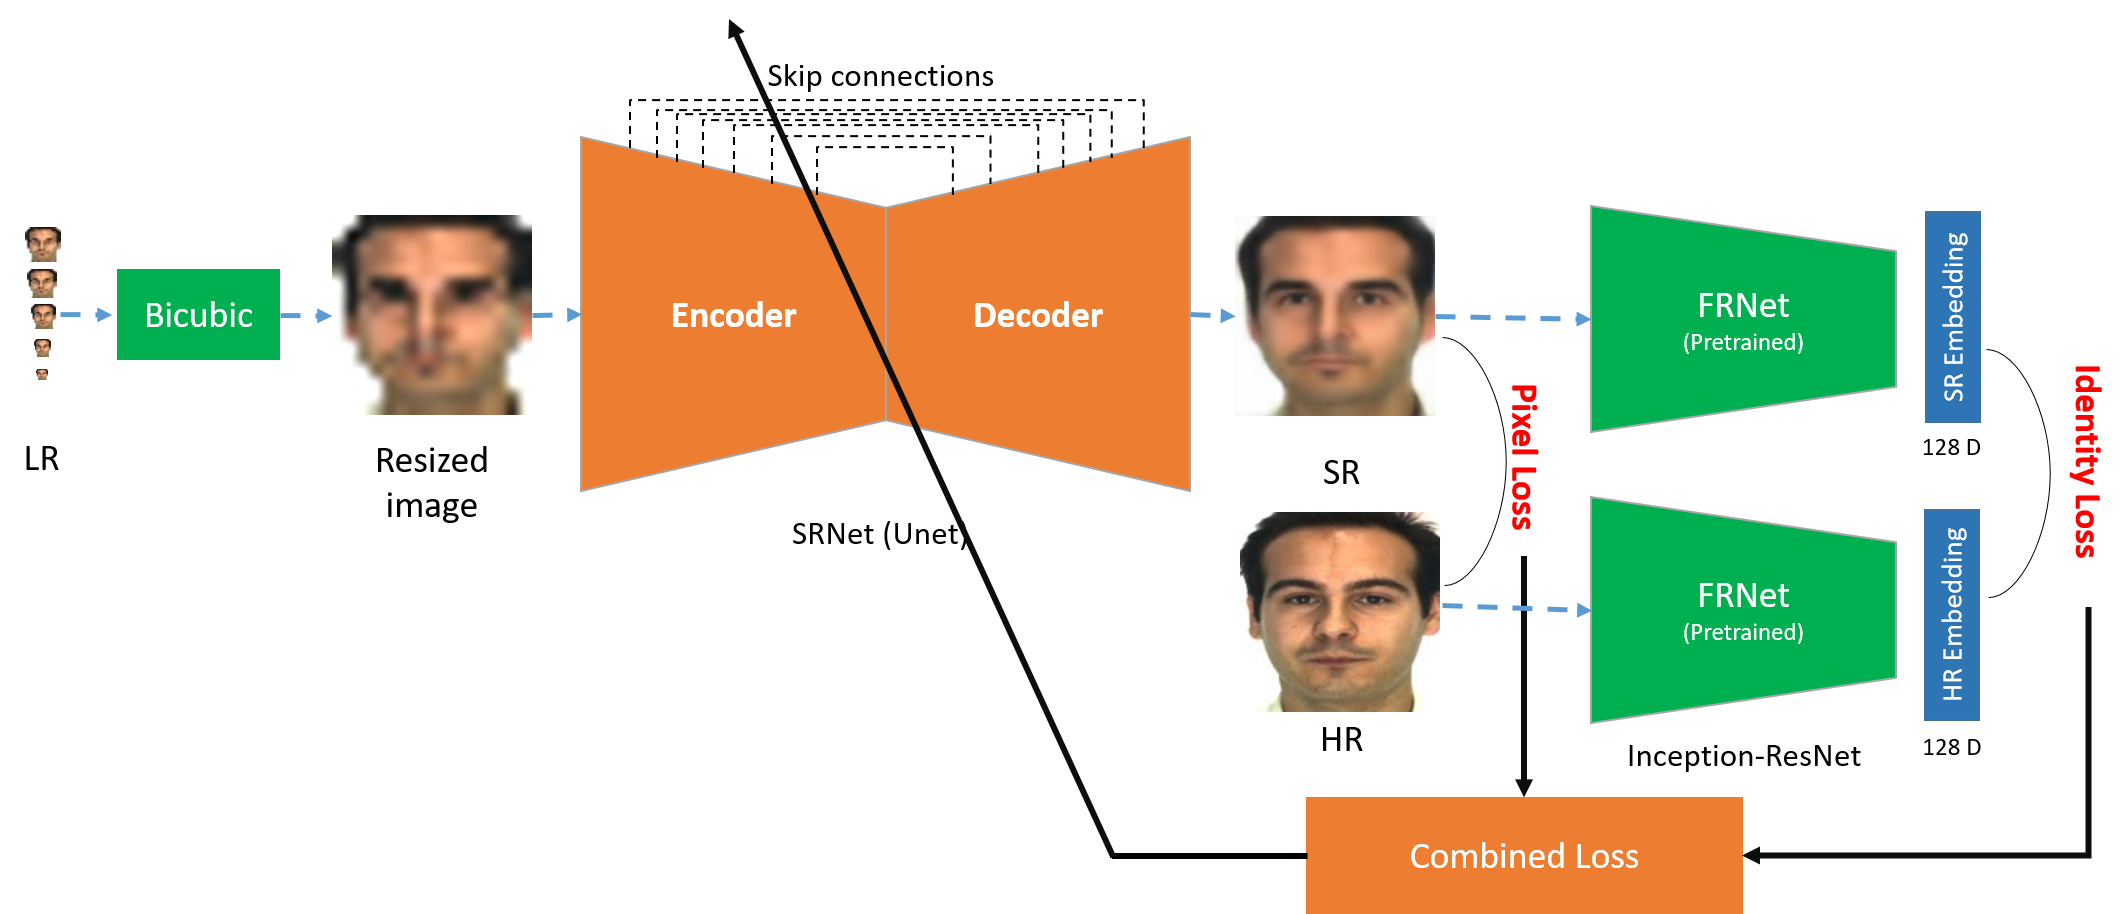 Skip connections
Bicubic
Encoder
Decoder
FRNet
(Pretrained)
SR Embedding
128 D
LR
Resized
image
SR
Pixel Loss
Identity Loss
SRNet (Unet)
FRNet
(Pretrained)
HR Embedding
128 D
HR
Inception-ResNet
Combined Loss